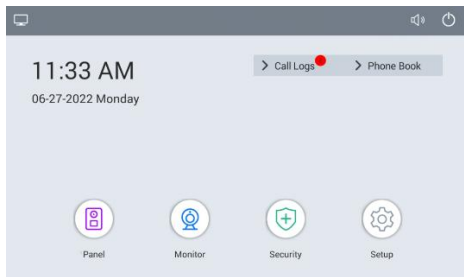 11:33 AM
06-27-2022 Monday
Call Logs
Phone Book
Panel
Monitor
Security
Setup